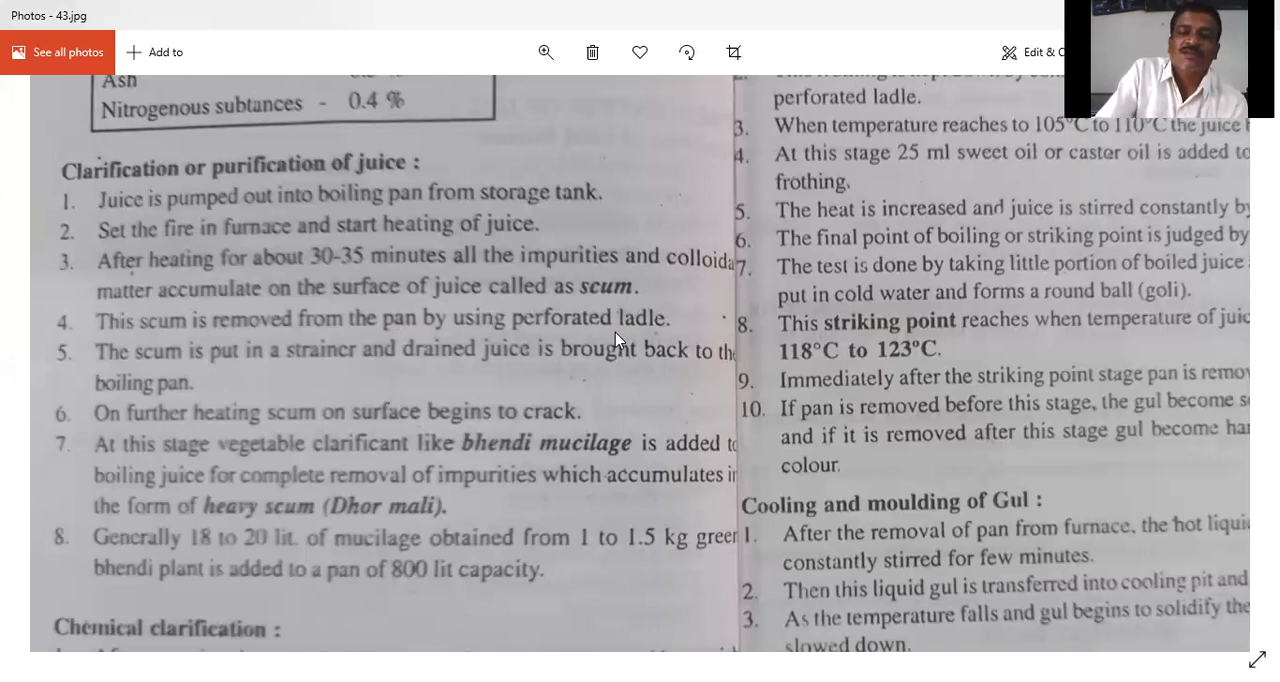 Photos - 43.jpg
See all photos
Add to
Edit & C
Ash
Nitrogenous subtances - 0.4 %
Clarification or purification of juice :
1. Juice is pumped out into boiling pan from storage tank.
2. Set the fire in furnace and start heating of juice.
3. After heating for about 30-35 minutes all the impurities and colloida
matter accumulate on the surface of juice called as scum.
4. This scum is removed from the pan by using perforated ladle.
5. The scum is put in a strainer and drained juice is brought back to the
boiling pan.
6. On further heating scum on surface begins to crack.
7. At this stage vegetable clarificant like bhendi mucilage is added to
boiling juice for complete removal of impurities which accumulates in
the form of heavy scum (Dhor mali).
8. Generally 18 to 20 lit. of mucilage obtained from 1 to 1.5 kg green
bhendi plant is added to a pan of 800 lit capacity.
Chemical clarification :
perforated ladle.
3. When temperature reaches to 105°C to 110°C the juice
4. At this stage 25 ml sweet oil or caster oil is added to
frothing.
5. The heat is increased and juice is stirred constantly by
6. The final point of boiling or striking point is judged by
7. The test is done by taking little portion of boiled juice
put in cold water and forms a round ball (goli).
8. This striking point reaches when temperature of juic
118°C to 123°C.
9. Immediately after the striking point stage pan is remov
10. If pan is removed before this stage, the gul become s
and if it is removed after this stage gul become har
colour.
Cooling and moulding of Gul :
1. After the removal of pan from furnace. the hot liqui
constantly stirred for few minutes.
2. Then this liquid gul is transferred into cooling pit and
3. As the temperature falls and gul begins to solidify the
slowed down.